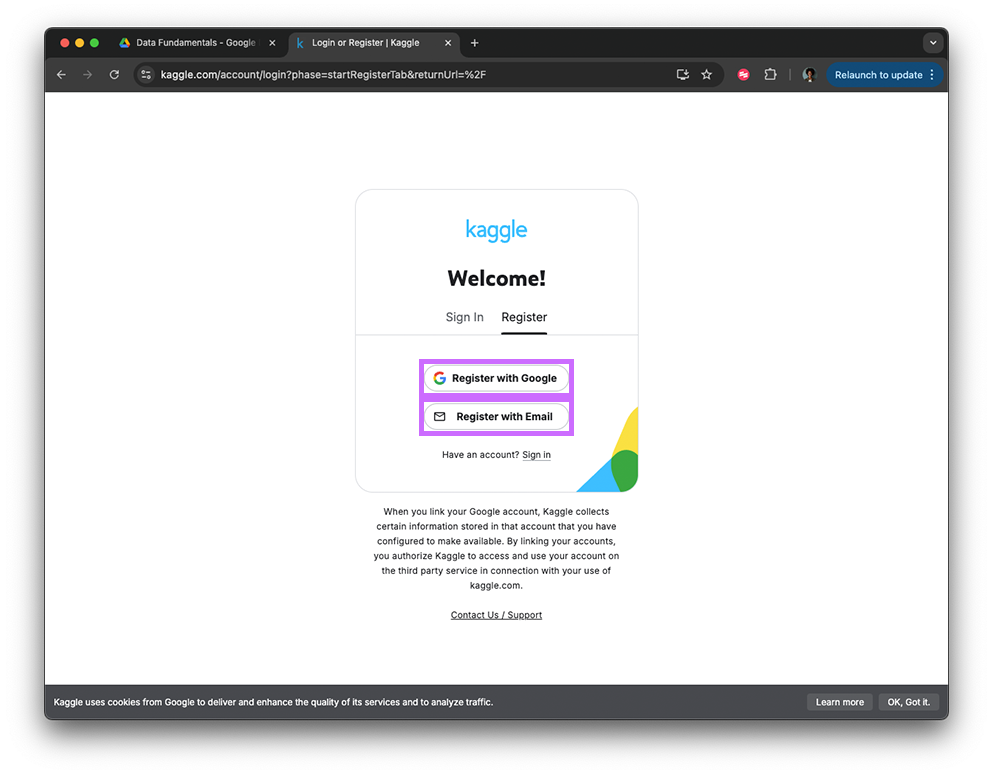 Data Fundamentals - Google
Login or Register | Kaggle
kaggle.com/account/login?phase=startRegisterTab&returnUrl=%2F
Relaunch to update
kaggle
Welcome!
Sign In
Register
Register with Google
Register with Email
Have an account? Sign in
When you link your Google account, Kaggle collects
certain information stored in that account that you have
configured to make available. By linking your accounts,
you authorize Kaggle to access and use your account on
the third party service in connection with your use of
kaggle.com.
Contact Us / Support
Kaggle uses cookies from Google to deliver and enhance the quality of its services and to analyze traffic.
Learn more
OK, Got it.